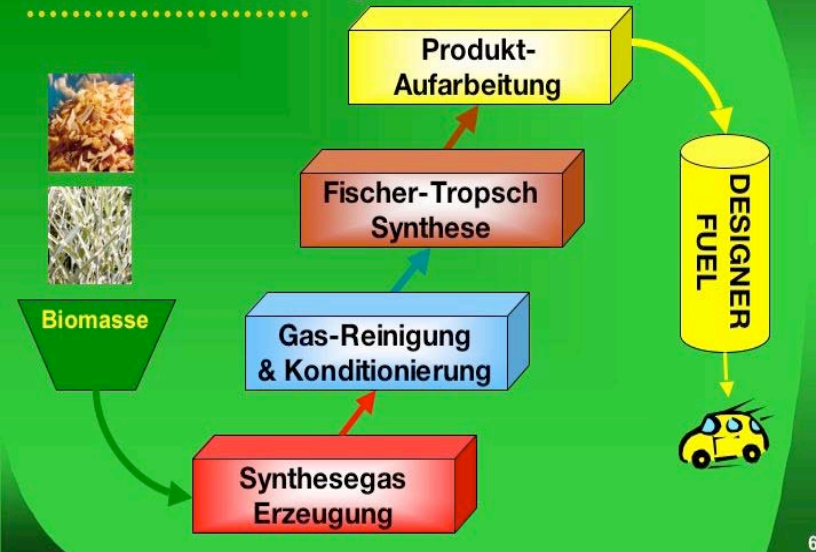 Produkt-
Aufarbeitung
Fischer-Tropsch
Synthese
DESIGNER
FUEL
Biomasse
Gas-Reinigung
& Konditionierung
Synthesegas
Erzeugung
6